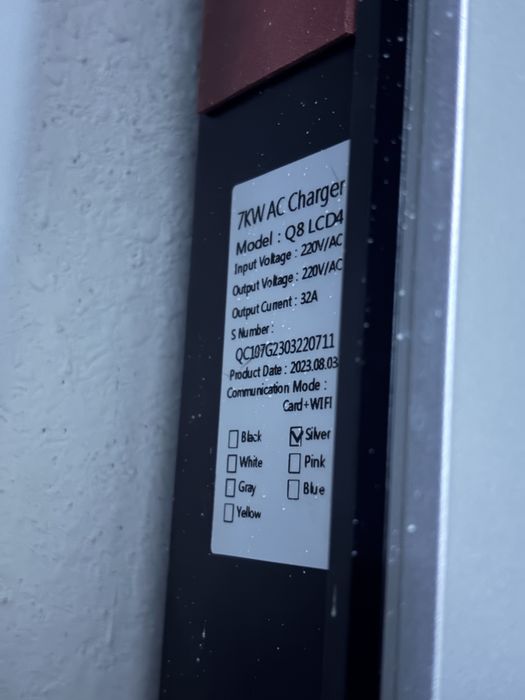 7KW AC Charger
Model : Q8 LCD4
Input Voltage : 220V/AC
Output Voltage : 220V/AC
Output Current : 32A
S Number :
QC107G2303220711
Product Date : 2023.08.03
Communication Mode :
Card+WIFI
Black Silver
White Pink
Gray Blue
Yellow